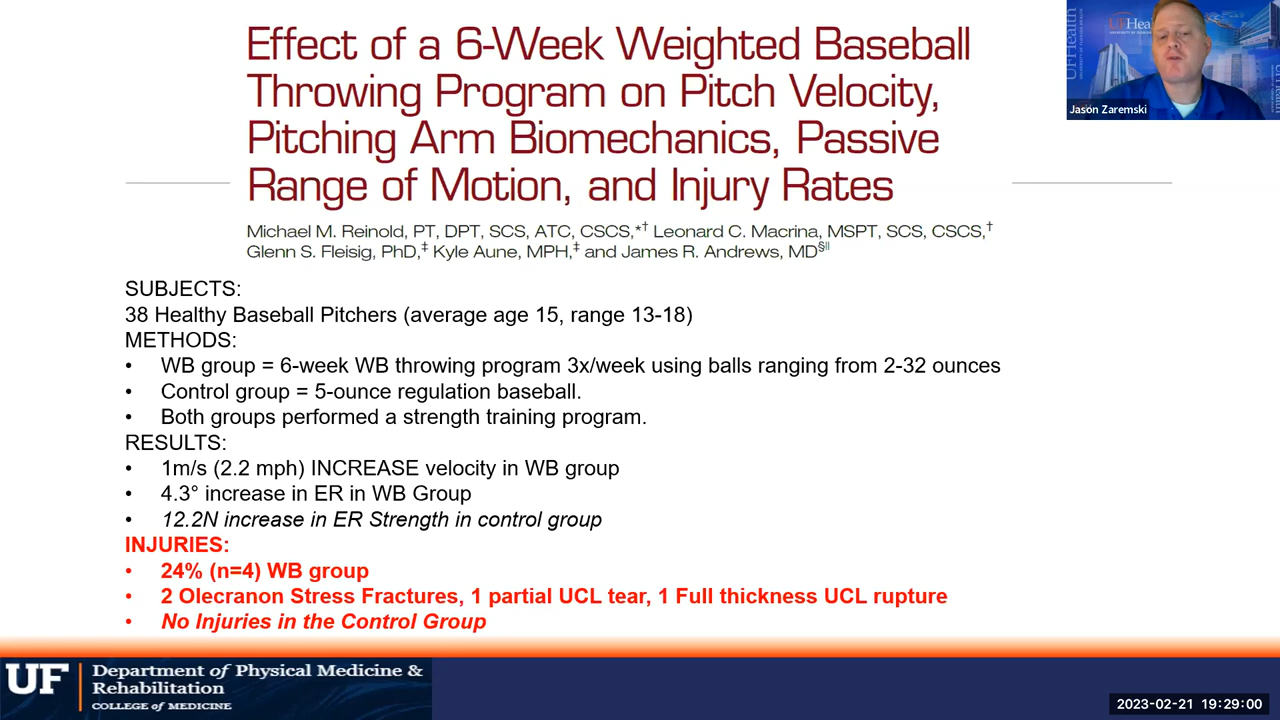 Effect of a 6-Week Weighted Baseball
Throwing Program on Pitch Velocity,
Pitching Arm Biomechanics, Passive
Range of Motion, and Injury Rates
Michael M. Reinold, PT, DPT, SCS, ATC, CSCS,*† Leonard C. Macrina, MSPT, SCS, CSCS,†
Glenn S. Fleisig, PhD,‡ Kyle Aune, MPH,‡ and James R. Andrews, MD§||
UFHeal
Jason Zaremski
SUBJECTS:
38 Healthy Baseball Pitchers (average age 15, range 13-18)
METHODS:
• WB group = 6-week WB throwing program 3x/week using balls ranging from 2-32 ounces
• Control group = 5-ounce regulation baseball.
• Both groups performed a strength training program.
RESULTS:
• 1m/s (2.2 mph) INCREASE velocity in WB group
• 4.3° increase in ER in WB Group
• 12.2N increase in ER Strength in control group
INJURIES:
• 24% (n=4) WB group
• 2 Olecranon Stress Fractures, 1 partial UCL tear, 1 Full thickness UCL rupture
• No Injuries in the Control Group
UF
Department of Physical Medicine &
Rehabilitation
COLLEGE of MEDICINE
2023-02-21 19:29:00